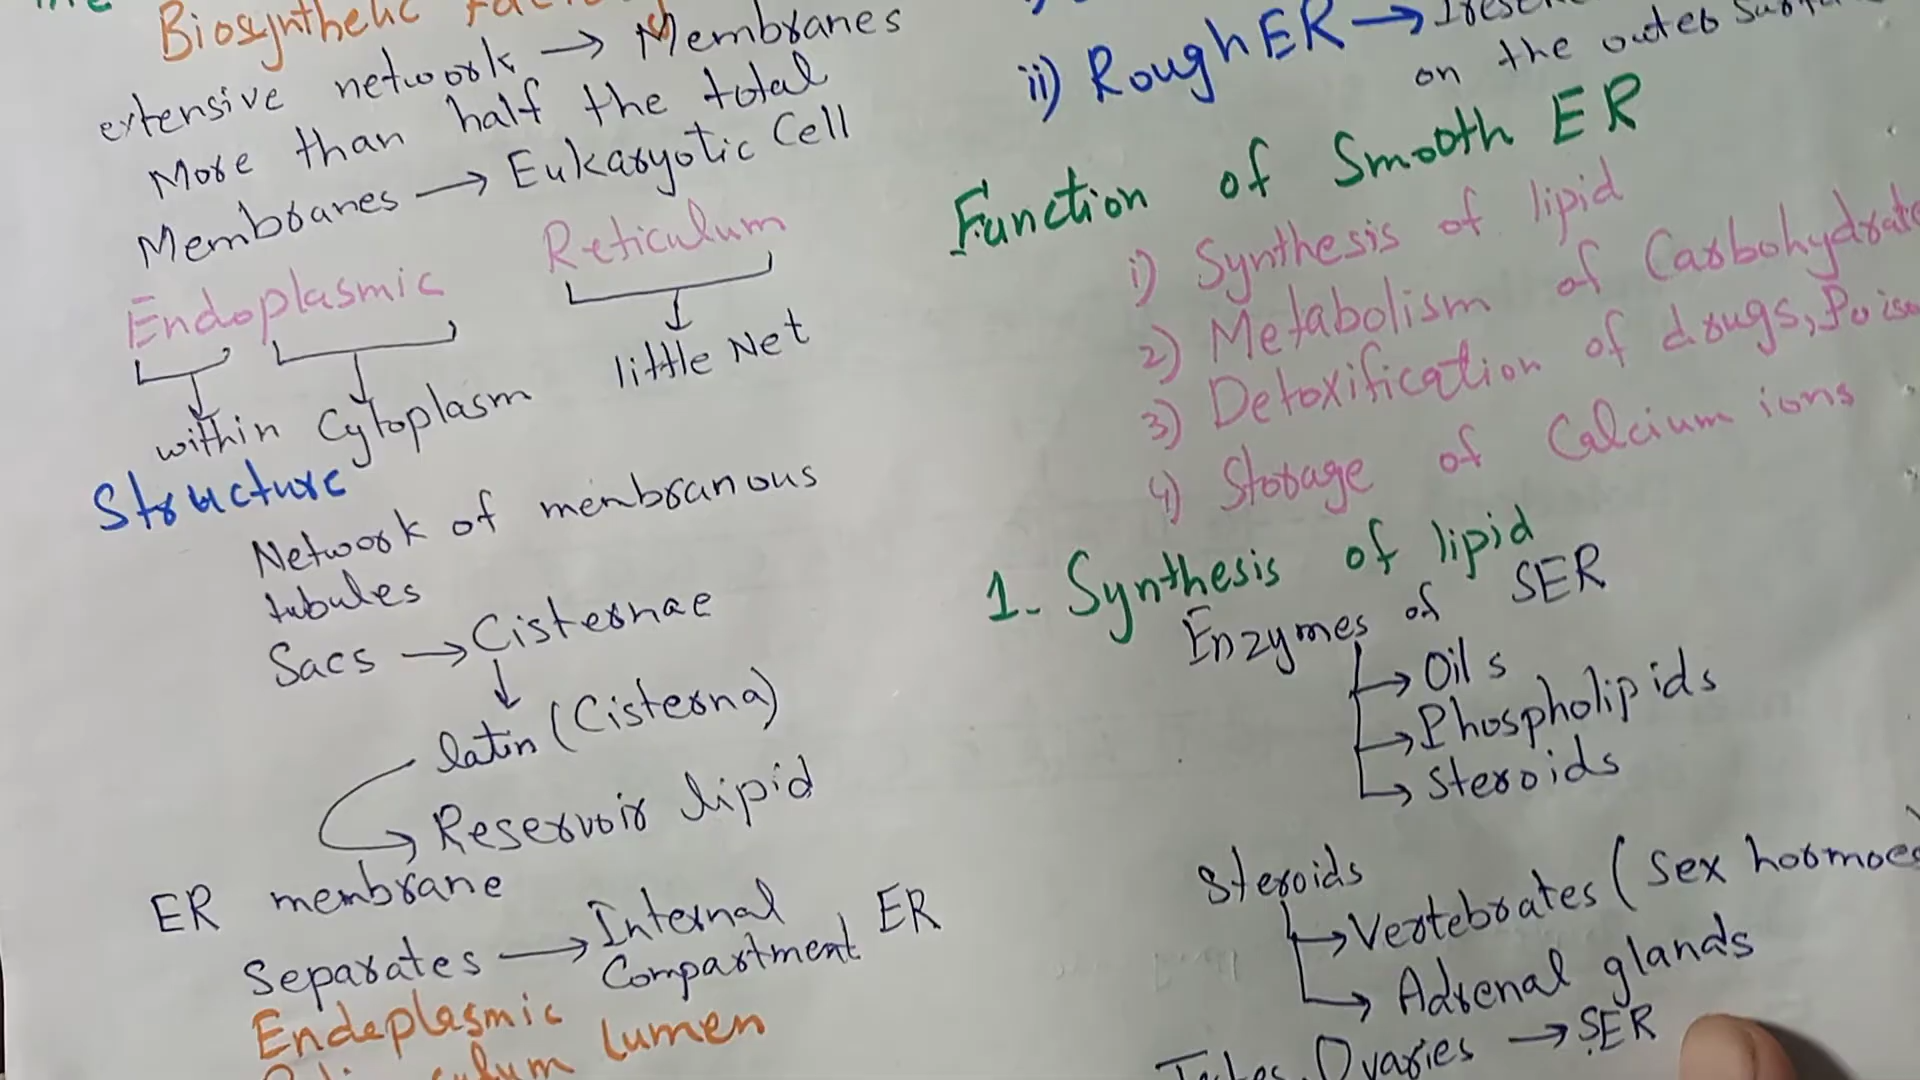 Biosynthetic
extensive network → Membranes
More than half the total
Membranes → Eukaryotic Cell
Endoplasmic Reticulum
within Cytoplasm little Net
Structure
Network of membranous
tubules
Sacs → Cisternae
↓
latin (Cisterna)
→ Reservoir lipid
ER membrane
Separates → Internal
Compartment ER
Endoplasmic
lumen
ii) Rough ER →
on the outer
Function of Smooth ER
1) Synthesis of lipid
2) Metabolism of Carbohydrate
3) Detoxification of drugs,
4) Storage of Calcium ions
1- Synthesis of lipid
Enzymes of SER
→ Oils
→ Phospholipids
→ Steroids
Steroids
→ Vertebrates (Sex hormoes
→ Adrenal glands
Ovaries → SER